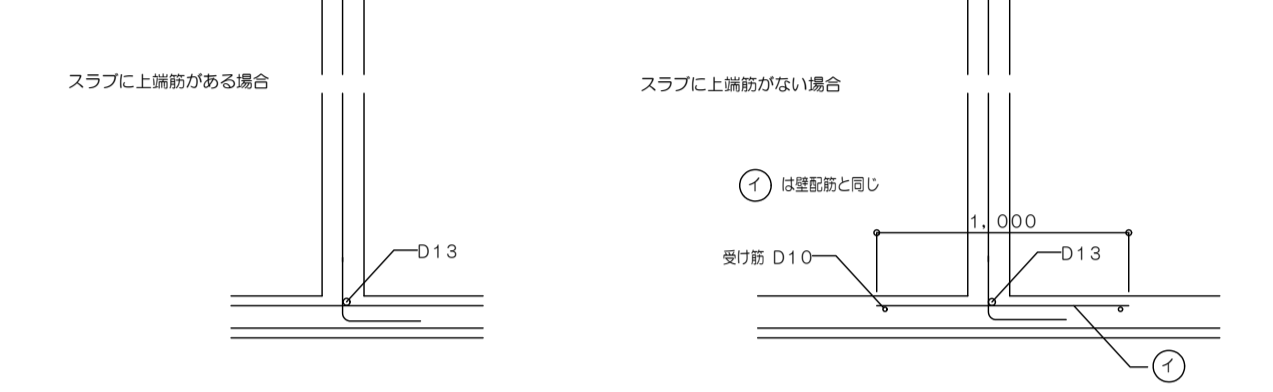 スラブに上端筋がある場合
D13
スラブに上端筋がない場合
イ は壁配筋と同じ
1,000
受け筋 D10
D13
イ